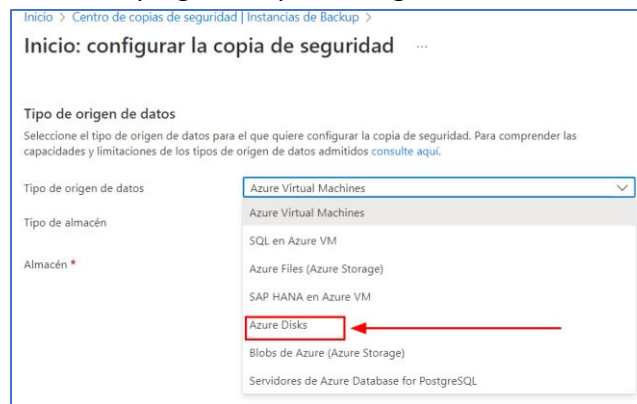 Inicio > Centro de copias de seguridad | Instancias de Backup >
Inicio: configurar la copia de seguridad ...
Tipo de origen de datos
Seleccione el tipo de origen de datos para el que quiere configurar la copia de seguridad. Para comprender las
capacidades y limitaciones de los tipos de origen de datos admitidos consulte aquí.
Tipo de origen de datos
Azure Virtual Machines
Azure Virtual Machines
Tipo de almacén
SQL en Azure VM
Almacén *
Azure Files (Azure Storage)
SAP HANA en Azure VM
Azure Disks
Blobs de Azure (Azure Storage)
Servidores de Azure Database for PostgreSQL